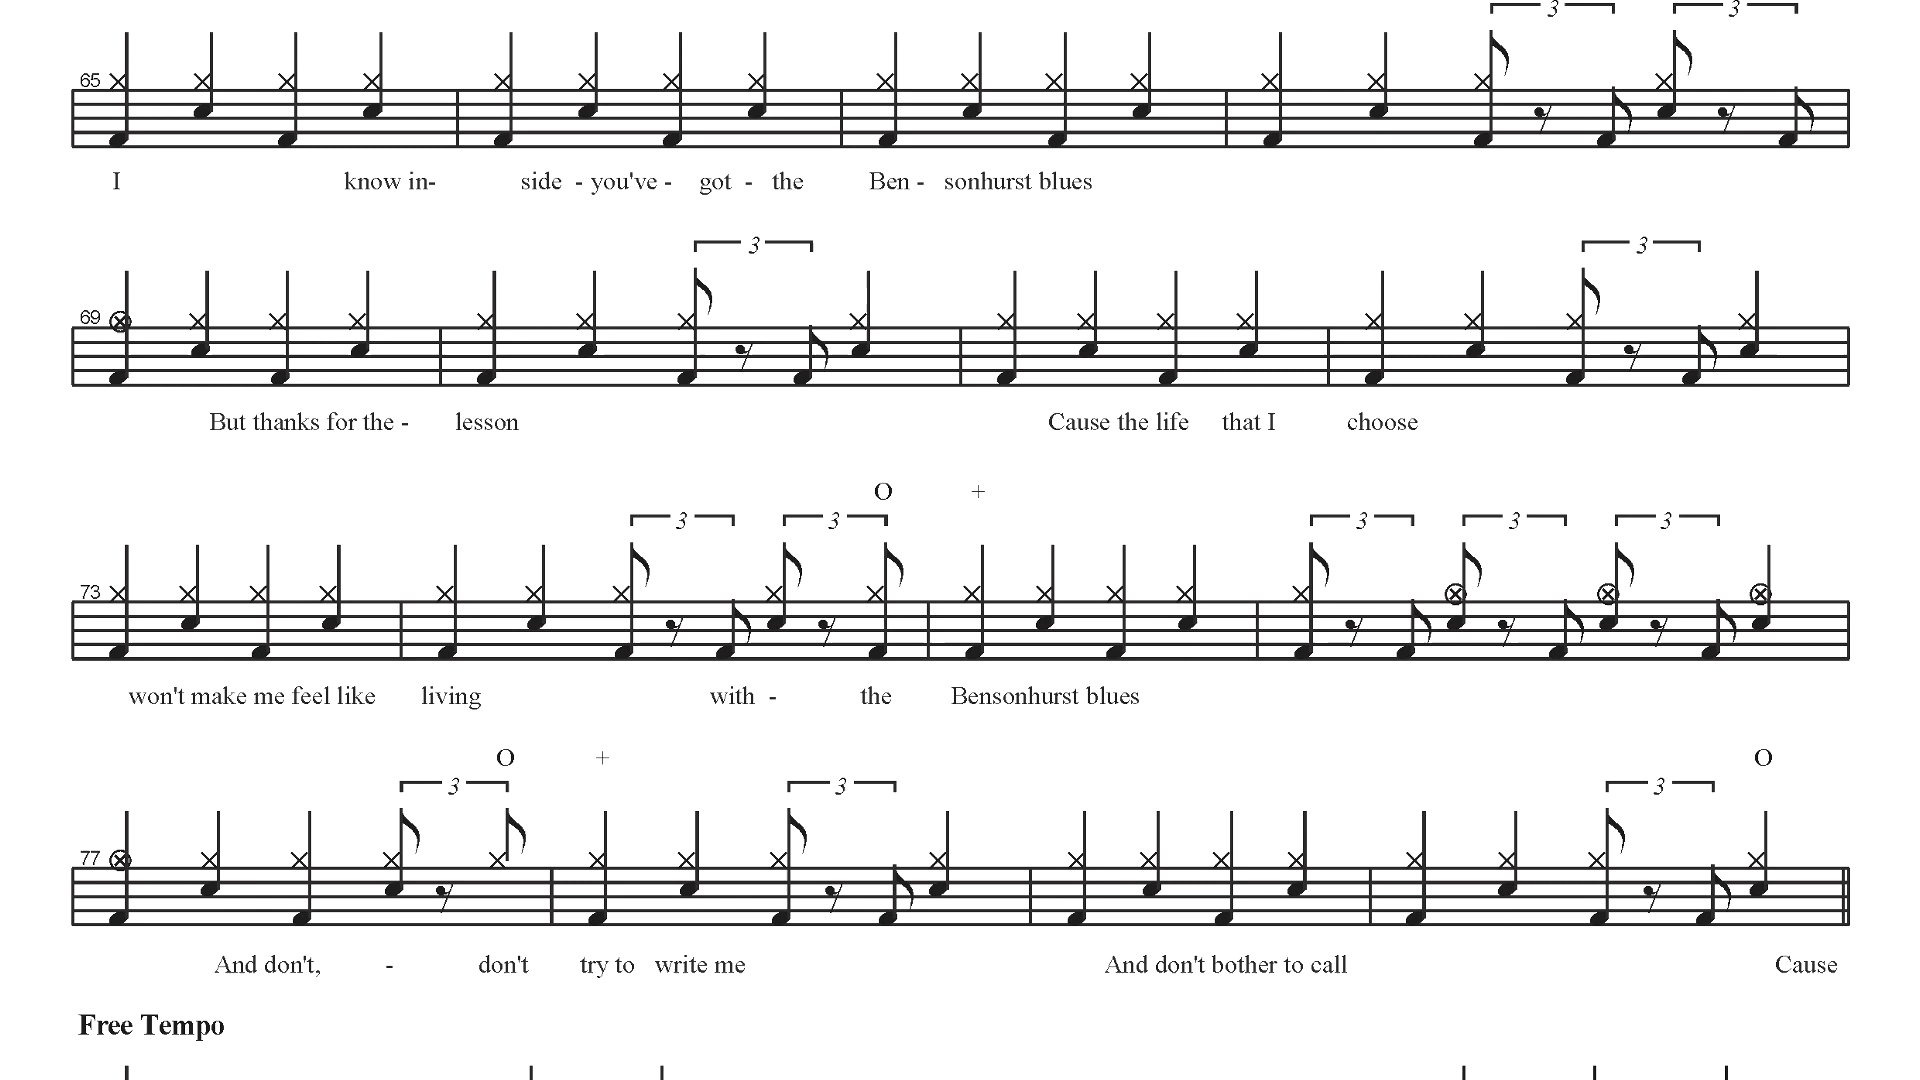 3 3
65
I know in- side - you've - got - the Ben - sonhurst blues
3 3
69
But thanks for the - lesson Cause the life that I choose
O +
3 3 3 3 3
73
won't make me feel like living with - the Bensonhurst blues
O + O
3 3 3
77
And don't, - don't try to write me And don't bother to call Cause
Free Tempo